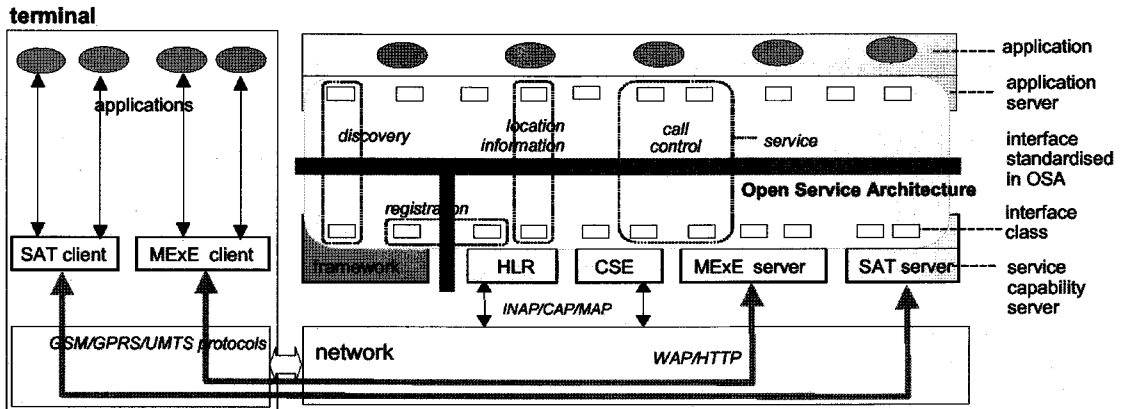 terminal
applications
SAT client
MExE client
GSM/GPRS/UMTS protocols
application
application
server
discovery
location
information
call
control
service
interface
standardised
in OSA
Open Service Architecture
registration
interface
class
framework
HLR
CSE
MExE server
SAT server
service
capability
server
INAP/CAP/MAP
network
WAP/HTTP